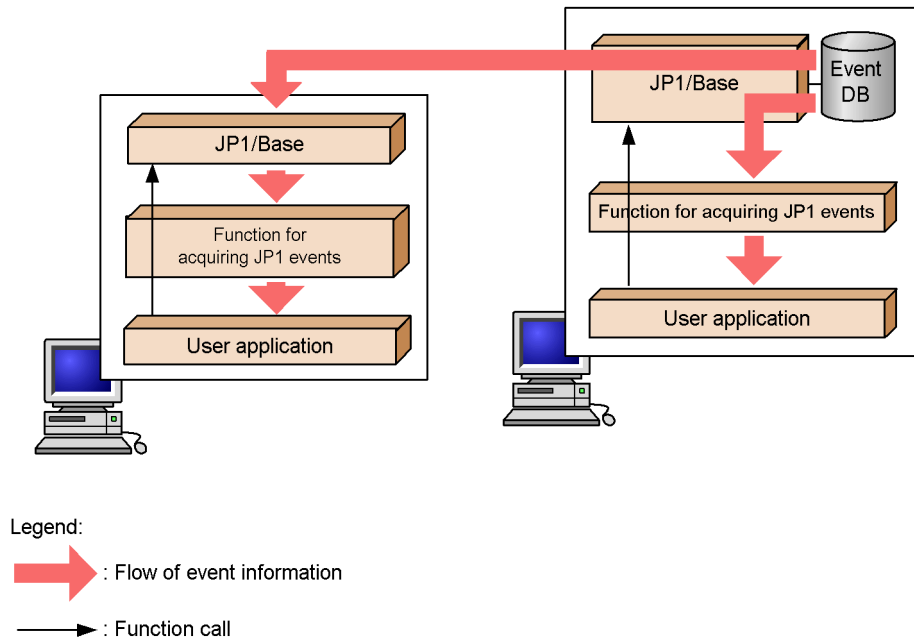 JP1/Base
Function for
acquiring JP1 events
User application
JP1/Base
Event
DB
Function for acquiring JP1 events
User application
Legend:
: Flow of event information
: Function call